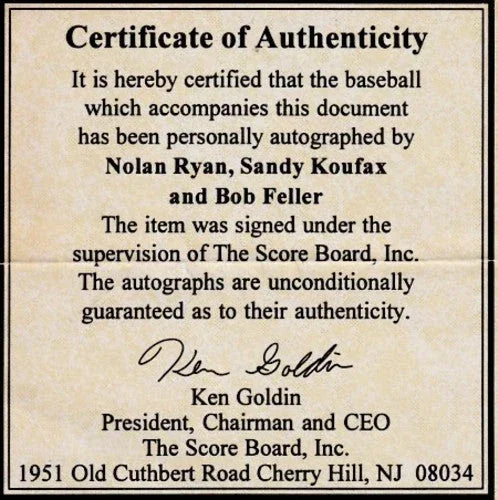 Certificate of Authenticity
It is hereby certified that the baseball
which accompanies this document
has been personally autographed by
Nolan Ryan, Sandy Koufax
and Bob Feller
The item was signed under the
supervision of The Score Board, Inc.
The autographs are unconditionally
guaranteed as to their authenticity.
Ken Goldin
Ken Goldin
President, Chairman and CEO
The Score Board, Inc.
1951 Old Cuthbert Road Cherry Hill, NJ 08034